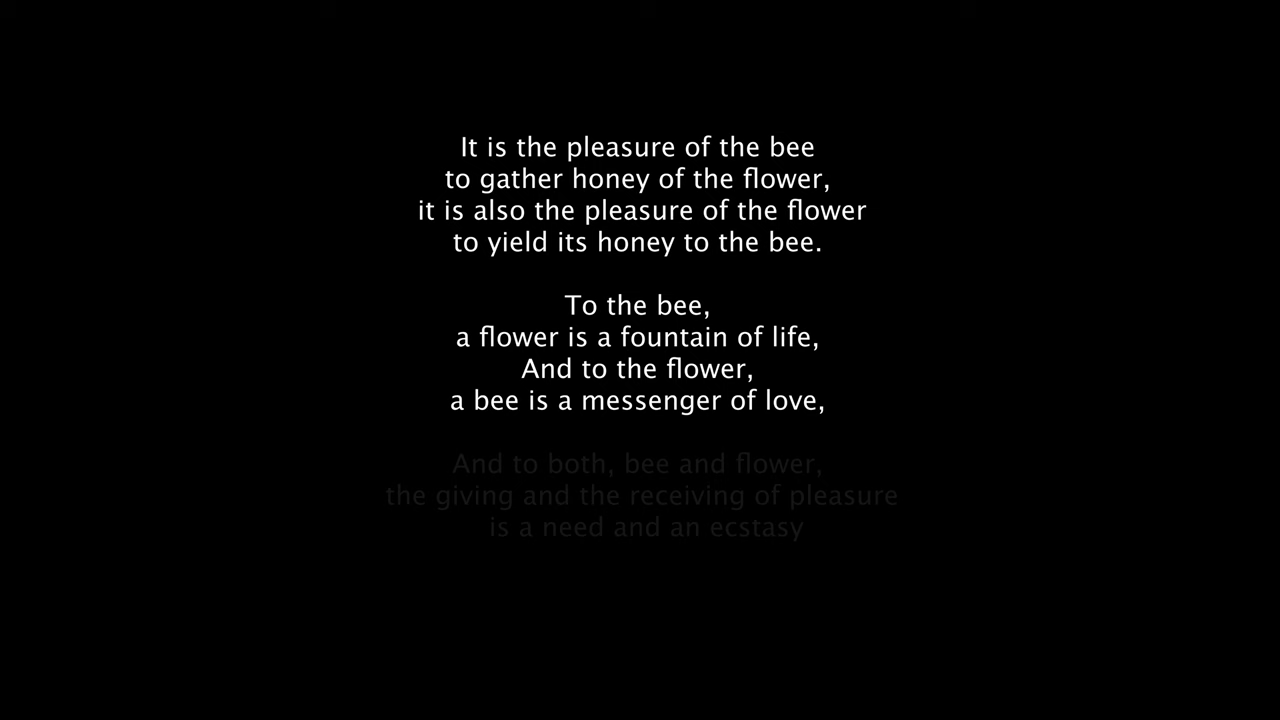 It is the pleasure of the bee
to gather honey of the flower,
it is also the pleasure of the flower
to yield its honey to the bee.
To the bee,
a flower is a fountain of life,
And to the flower,
a bee is a messenger of love,
And to both, bee and flower,
the giving and the receiving of pleasure
is a need and an ecstasy